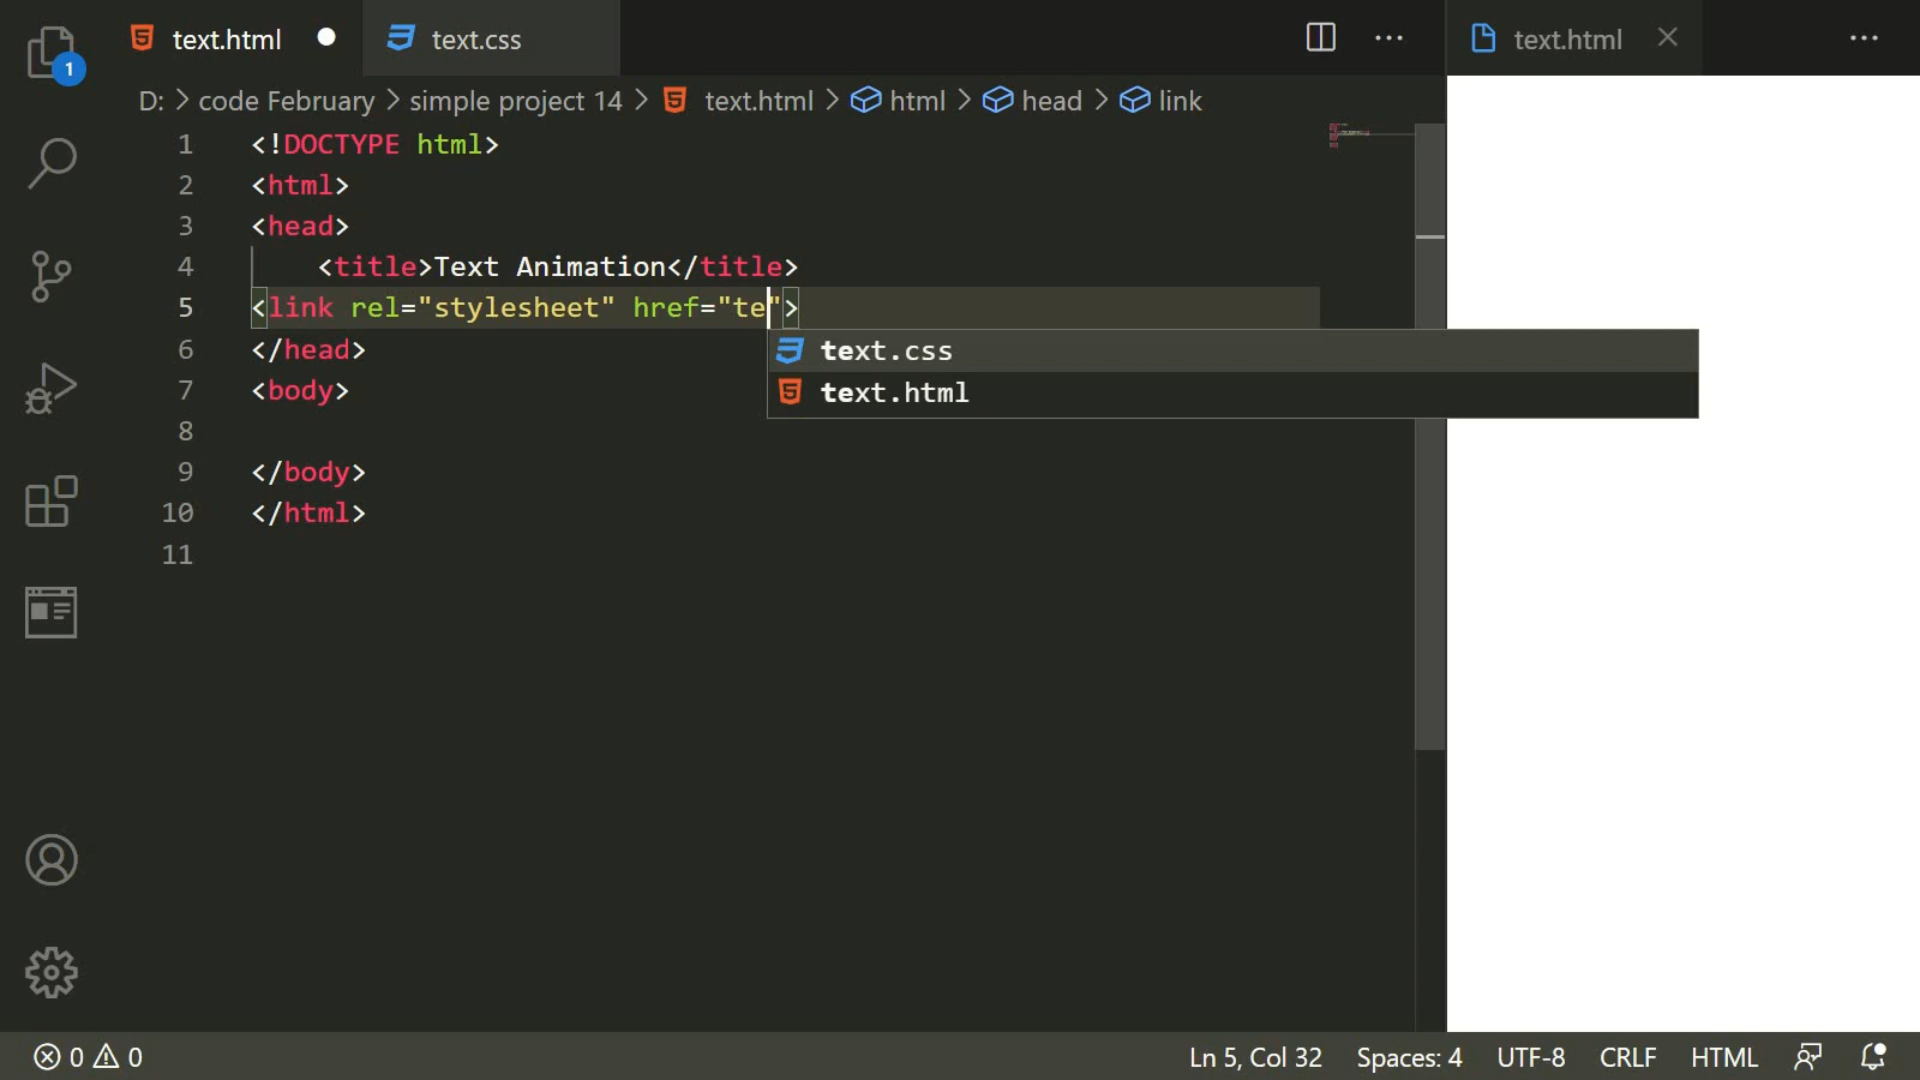 text.html text.css text.html
1
D: code February simple project 14 text.html html head link
1 <!DOCTYPE html>
2 <html>
3 <head>
4 <title>Text Animation</title>
5 <link rel="stylesheet" href="te">
text.css
6 </head>
text.html
7 <body>
8
9 </body>
10 </html>
11
0 0 Ln 5, Col 32 Spaces: 4 UTF-8 CRLF HTML